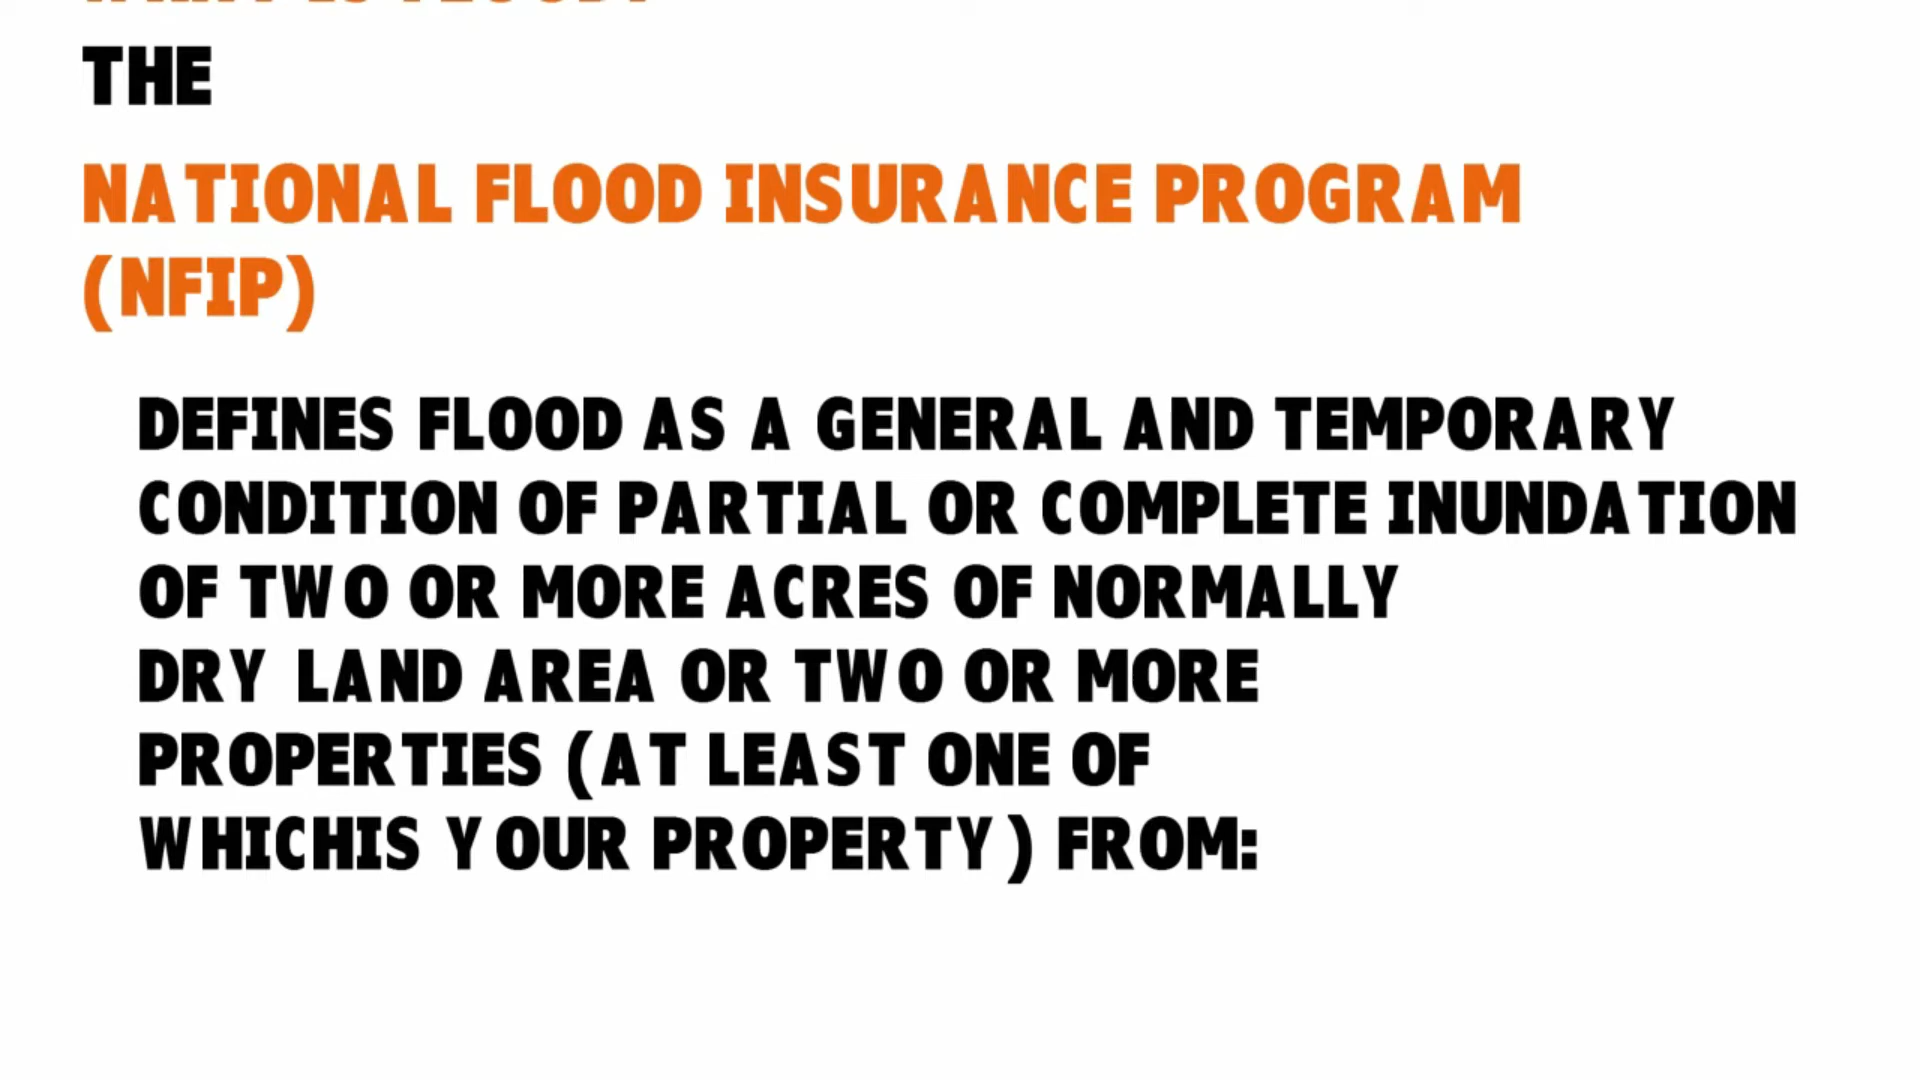 THE
NATIONAL FLOOD INSURANCE PROGRAM
(NFIP)
DEFINES FLOOD AS A GENERAL AND TEMPORARY
CONDITION OF PARTIAL OR COMPLETE INUNDATION
OF TWO OR MORE ACRES OF NORMALLY
DRY LAND AREA OR TWO OR MORE
PROPERTIES (AT LEAST ONE OF
WHICHIS YOUR PROPERTY) FROM: